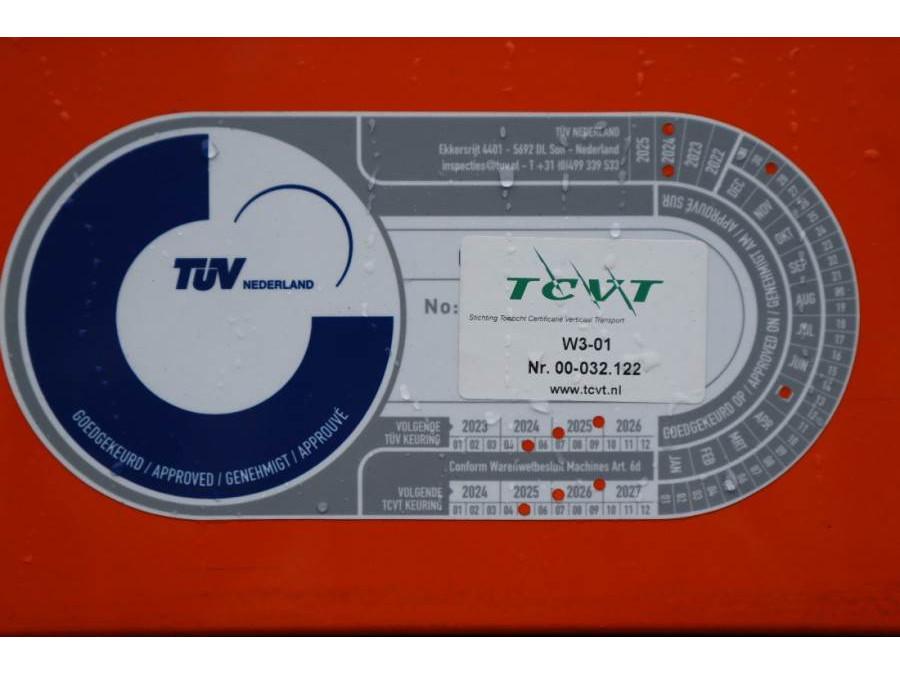 TÜV NEDERLAND
Ekkersrijt 4401 - 5692 DL Son - Nederland
inspecties@tuv.nl - T +31 (0)499 339 533
2025 2024 2023 2022
TÜV NEDERLAND
GOEDGEKEURD / APPROVED / GENEHMIGT / APPROUVÉ
No:
TCVT
Stichting Toezicht Certificatie Verticaal Transport
W3-01
Nr. 00-032.122
www.tcvt.nl
GOEDGEKEURD OP / APPROVED ON / GENEHMIGT AM / APPROUVÉ SUR
JAN FEB MRT APR JUN JUL AUG SEP OKT NOV DEC
VOLGENDE 2023 2024 2025 2026
TÜV KEURING 01 02 03 04 06 07 08 09 10 11 12
Conform Warenwetbesluit Machines Art. 6d
VOLGENDE 2024 2025 2026 2027
TCVT KEURING 01 02 03 04 06 07 08 09 10 11 12